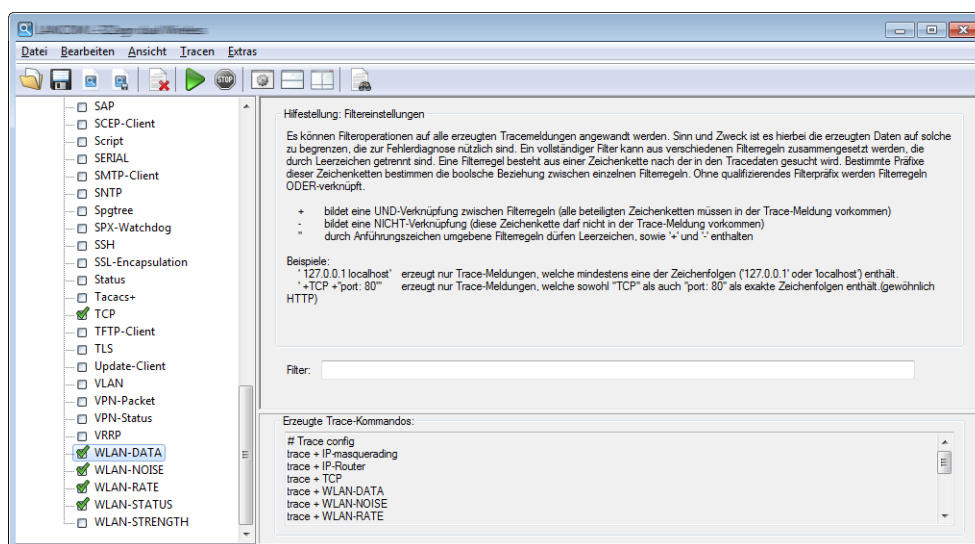 Datei Bearbeiten Ansicht Tracen Extras
STOP
SAP
SCEP-Client
Script
SERIAL
SMTP-Client
SNTP
Spgtree
SPX-Watchdog
SSH
SSL-Encapsulation
Status
Tacacs+
TCP
TFTP-Client
TLS
Update-Client
VLAN
VPN-Packet
VPN-Status
VRRP
WLAN-DATA
WLAN-NOISE
WLAN-RATE
WLAN-STATUS
WLAN-STRENGTH
Hilfestellung: Filtereinstellungen
Es können Filteroperationen auf alle erzeugten Tracemeldungen angewandt werden. Sinn und Zweck ist es hierbei die erzeugten Daten auf solche
zu begrenzen, die zur Fehlerdiagnose nützlich sind. Ein vollständiger Filter kann aus verschiedenen Filterregeln zusammengesetzt werden, die
durch Leerzeichen getrennt sind. Eine Filterregel besteht aus einer Zeichenkette nach der in den Tracedaten gesucht wird. Bestimmte Präfixe
dieser Zeichenketten bestimmen die boolsche Beziehung zwischen einzelnen Filterregeln. Ohne qualifizierendes Filterpräfix werden Filterregeln
ODER-verknüpft.
+ bildet eine UND-Verknüpfung zwischen Filterregeln (alle beteiligten Zeichenketten müssen in der Trace-Meldung vorkommen)
- bildet eine NICHT-Verknüpfung (diese Zeichenkette darf nicht in der Trace-Meldung vorkommen)
" durch Anführungszeichen umgebene Filterregeln dürfen Leerzeichen, sowie '+' und '-' enthalten
Beispiele:
' 127.0.0.1 localhost' erzeugt nur Trace-Meldungen, welche mindestens eine der Zeichenfolgen ('127.0.0.1' oder 'localhost') enthält.
' +TCP +"port: 80"' erzeugt nur Trace-Meldungen, welche sowohl "TCP" als auch "port: 80" als exakte Zeichenfolgen enthält.(gewöhnlich
HTTP)
Filter:
Erzeugte Trace-Kommandos:
# Trace config
trace + IP-masquerading
trace + IP-Router
trace + TCP
trace + WLAN-DATA
trace + WLAN-NOISE
trace + WLAN-RATE